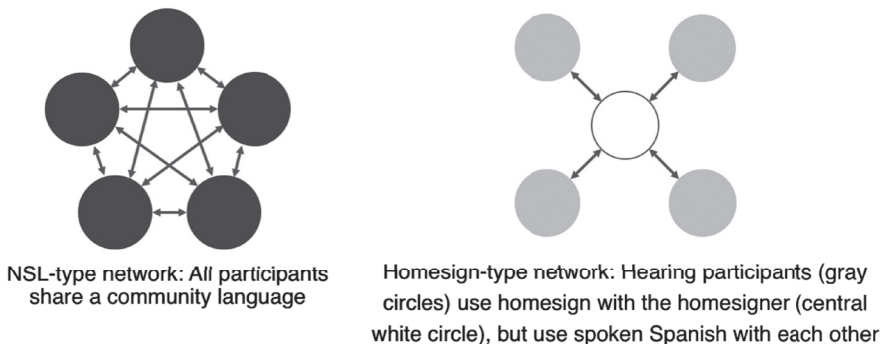 NSL-type network: All participants
share a community language
Homesign-type network: Hearing participants (gray
circles) use homesign with the homesigner (central
white circle), but use spoken Spanish with each other